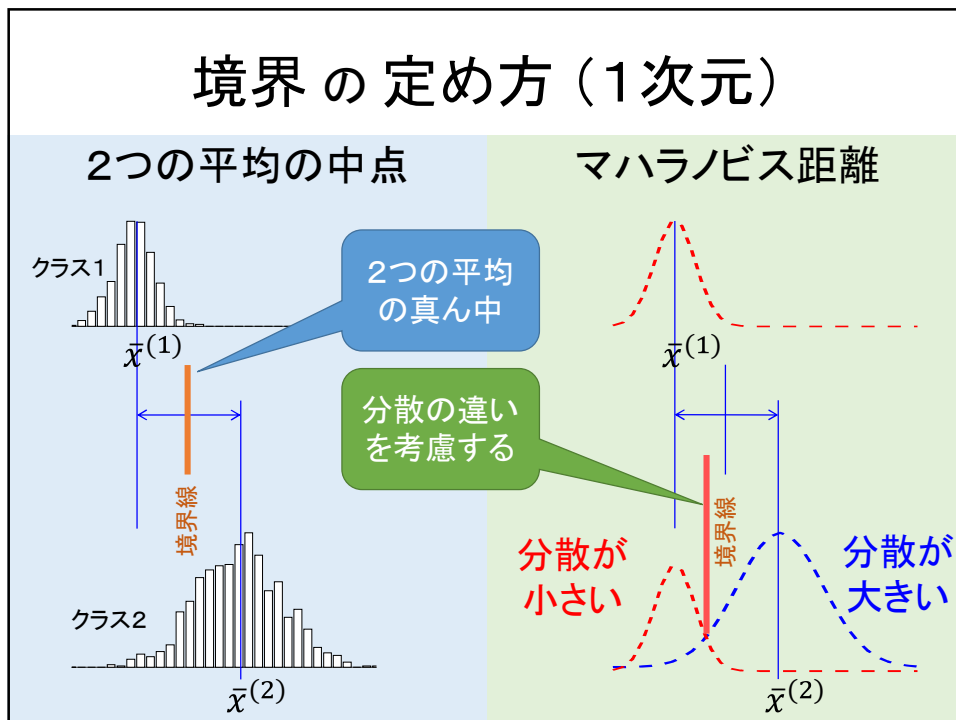 境界 の 定め方（１次元）
２つの平均の中点
クラス１
x̄⁽¹⁾
２つの平均
の真ん中
境界線
クラス２
x̄⁽²⁾
マハラノビス距離
x̄⁽¹⁾
分散の違い
を考慮する
境界線
分散が
小さい
分散が
大きい
x̄⁽²⁾